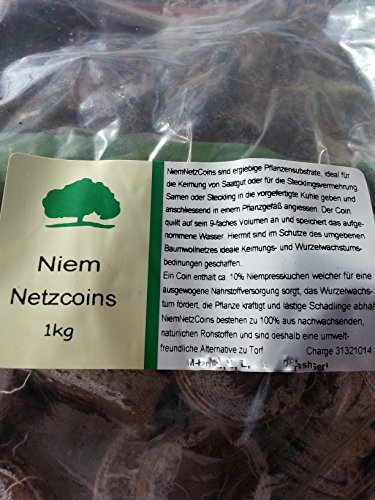 Niem
Netzcoins
1kg
NiemNetzCoins sind ergiebige Pflanzensubstrate, ideal für
die Keimung von Saatgut oder für die Stecklingsvermehrung.
Samen oder Steckling in die vorgefertigte Kuhle geben und
anschliessend in einem Pflanzgefäß angiessen. Der Coin
quillt auf sein 9-faches Volumen an und speichert das aufge-
nommene Wasser. Hiermit sind im Schutze des umgebenen
Baumwollnetzes ideale Keimungs- und Wurzelwachstums-
bedingungen geschaffen.
Ein Coin enthält ca. 10% Niempresskuchen welcher für eine
ausgewogene Nahrstoffversorgung sorgt, das Wurzelwachs-
tum fördert, die Pflanze kräftigt und lästige Schädlinge abhält
NiemNetzCoins bestehen zu 100% aus nachwachsenden,
natürlichen Rohstoffen und sind deshalb eine umwelt-
freundliche Alternative zu Torf Charge 31321014